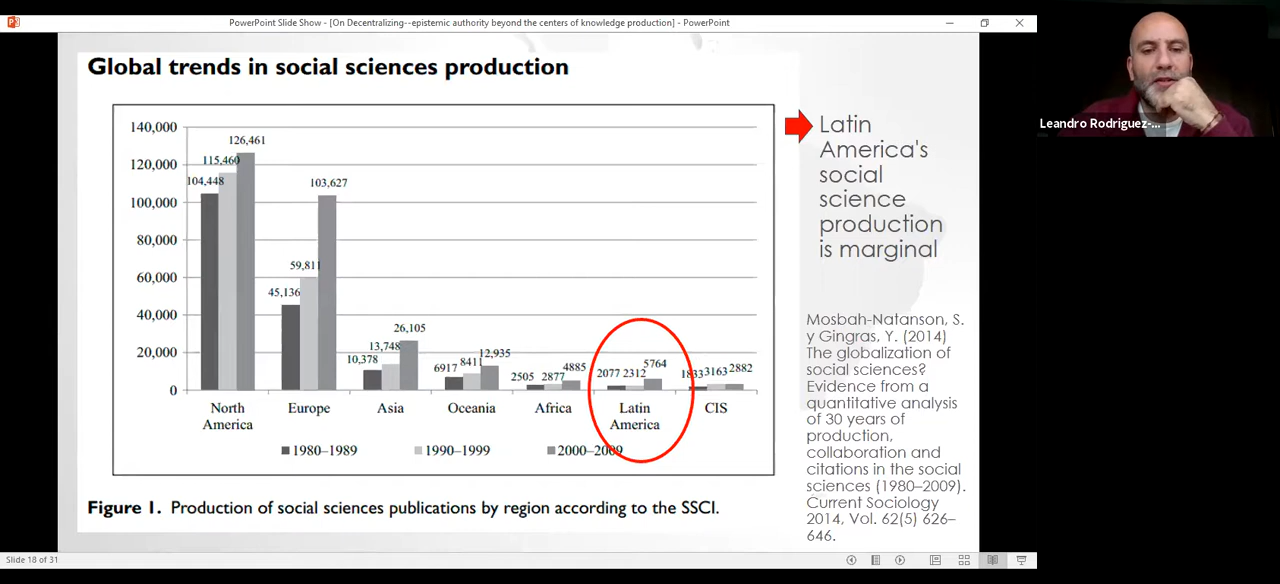 PowerPoint Slide Show - [On Decentralizing--epistemic authority beyond the centers of knowledge production] - PowerPoint
Global trends in social sciences production
140,000
120,000
100,000
80,000
60,000
40,000
20,000
0
104,448
115,460
126,461
45,136
59,811
103,627
10,378
13,748
26,105
6917
8411
12,935
2505
2877
4885
2077
2312
5764
1833
3163
2882
North
America
Europe
Asia
Oceania
Africa
Latin
America
CIS
1980–1989
1990–1999
2000–2009
Figure 1. Production of social sciences publications by region according to the SSCI.
Latin
America's
social
science
production
is marginal
Mosbah-Natanson, S.
y Gingras, Y. (2014)
The globalization of
social sciences?
Evidence from a
quantitative analysis
of 30 years of
production,
collaboration and
citations in the social
sciences (1980–2009).
Current Sociology
2014, Vol. 62(5) 626–
646.
Leandro Rodriguez-...
Slide 18 of 31